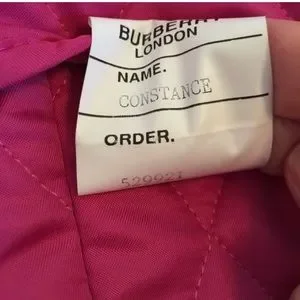 BURBERRY
LONDON
NAME.
CONSTANCE
ORDER.
529921